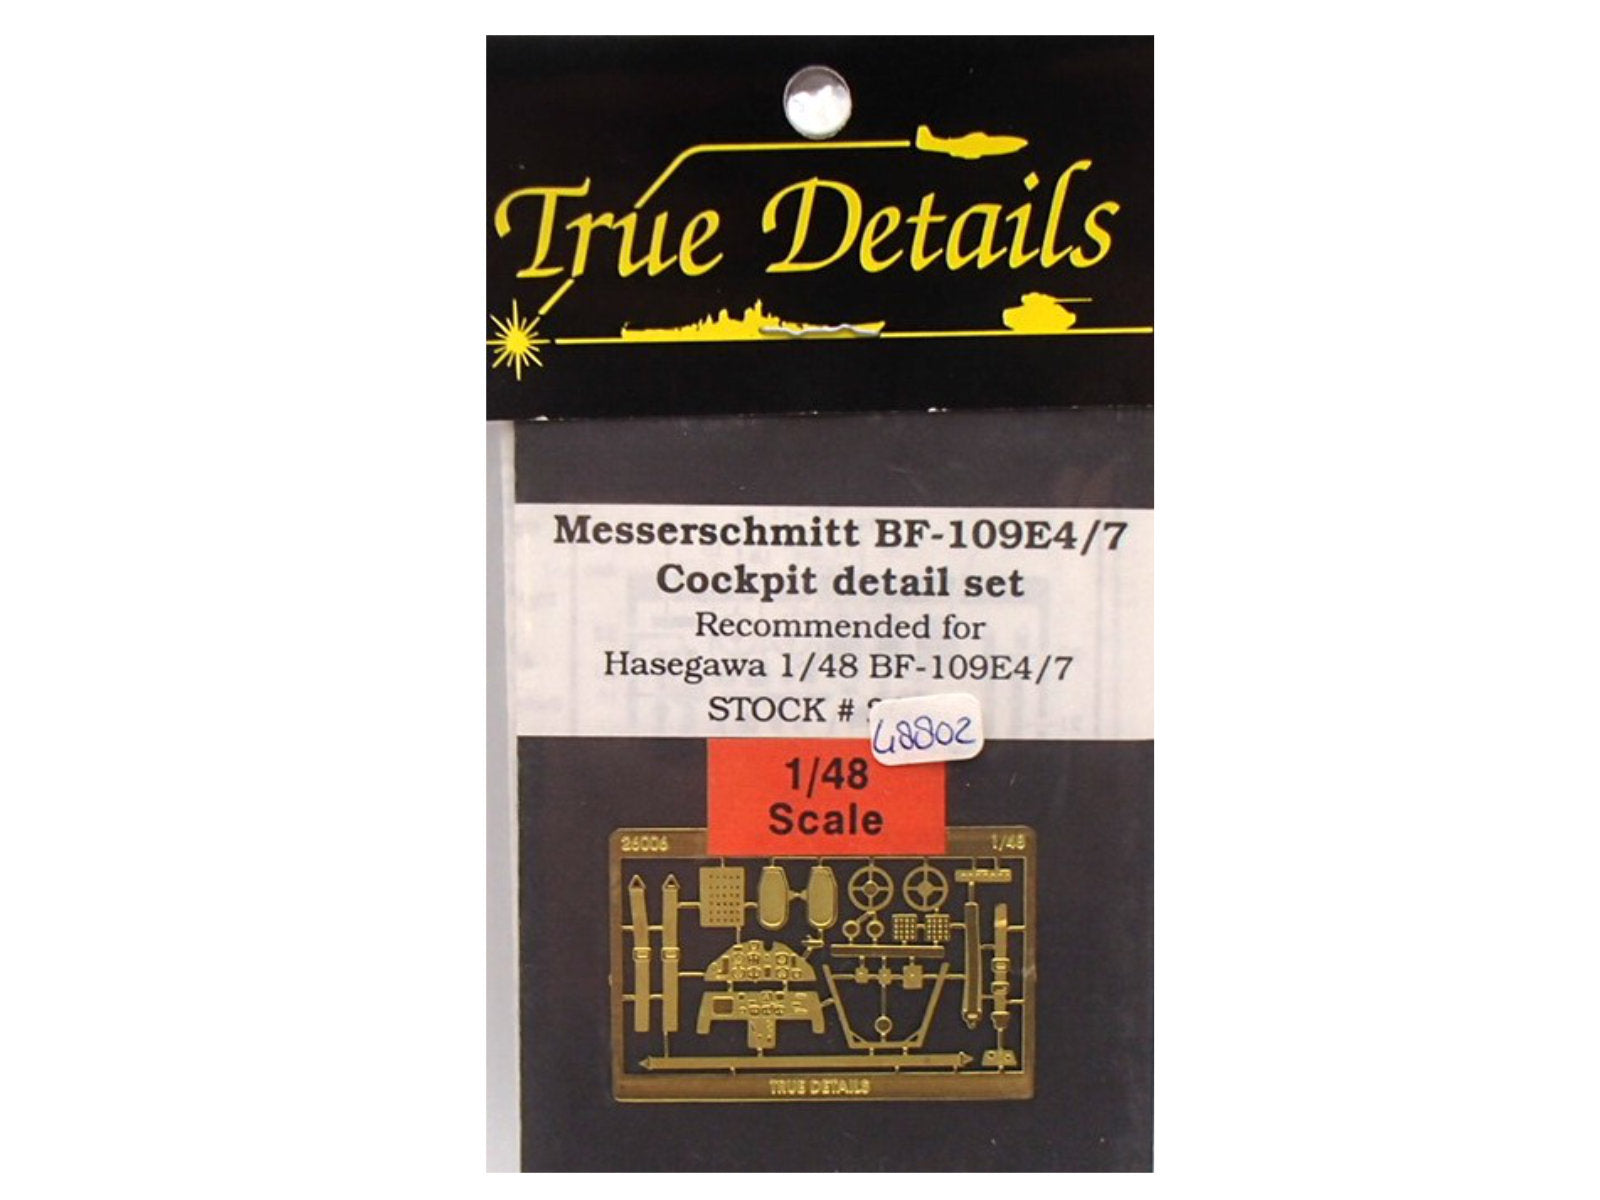 True Details
Messerschmitt BF-109E4/7
Cockpit detail set
Recommended for
Hasegawa 1/48 BF-109E4/7
STOCK #
48802
1/48
Scale
26006 1/48
TRUE DETAILS